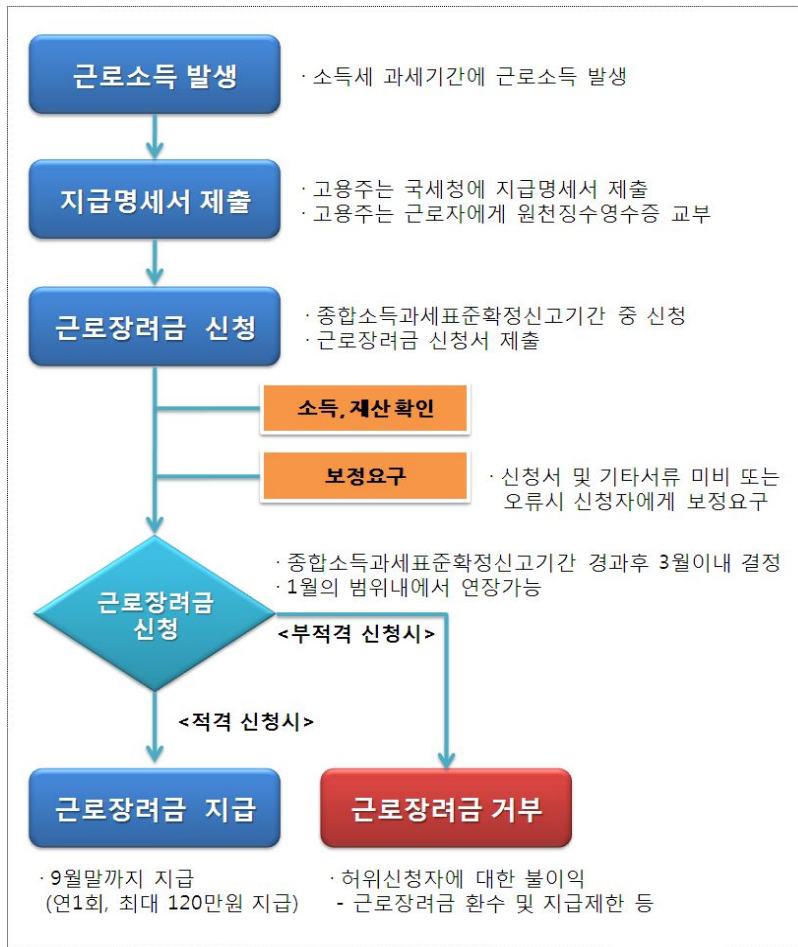 근로소득 발생
· 소득세 과세기간에 근로소득 발생
지급명세서 제출
· 고용주는 국세청에 지급명세서 제출
· 고용주는 근로자에게 원천징수영수증 교부
근로장려금 신청
· 종합소득과세표준확정신고기간 중 신청
· 근로장려금 신청서 제출
소득, 재산 확인
보정요구
· 신청서 및 기타서류 미비 또는
오류시 신청자에게 보정요구
· 종합소득과세표준확정신고기간 경과후 3월이내 결정
· 1월의 범위내에서 연장가능
근로장려금
신청
<부적격 신청시>
<적격 신청시>
근로장려금 지급
· 9월말까지 지급
(연1회, 최대 120만원 지급)
근로장려금 거부
· 허위신청자에 대한 불이익
- 근로장려금 환수 및 지급제한 등